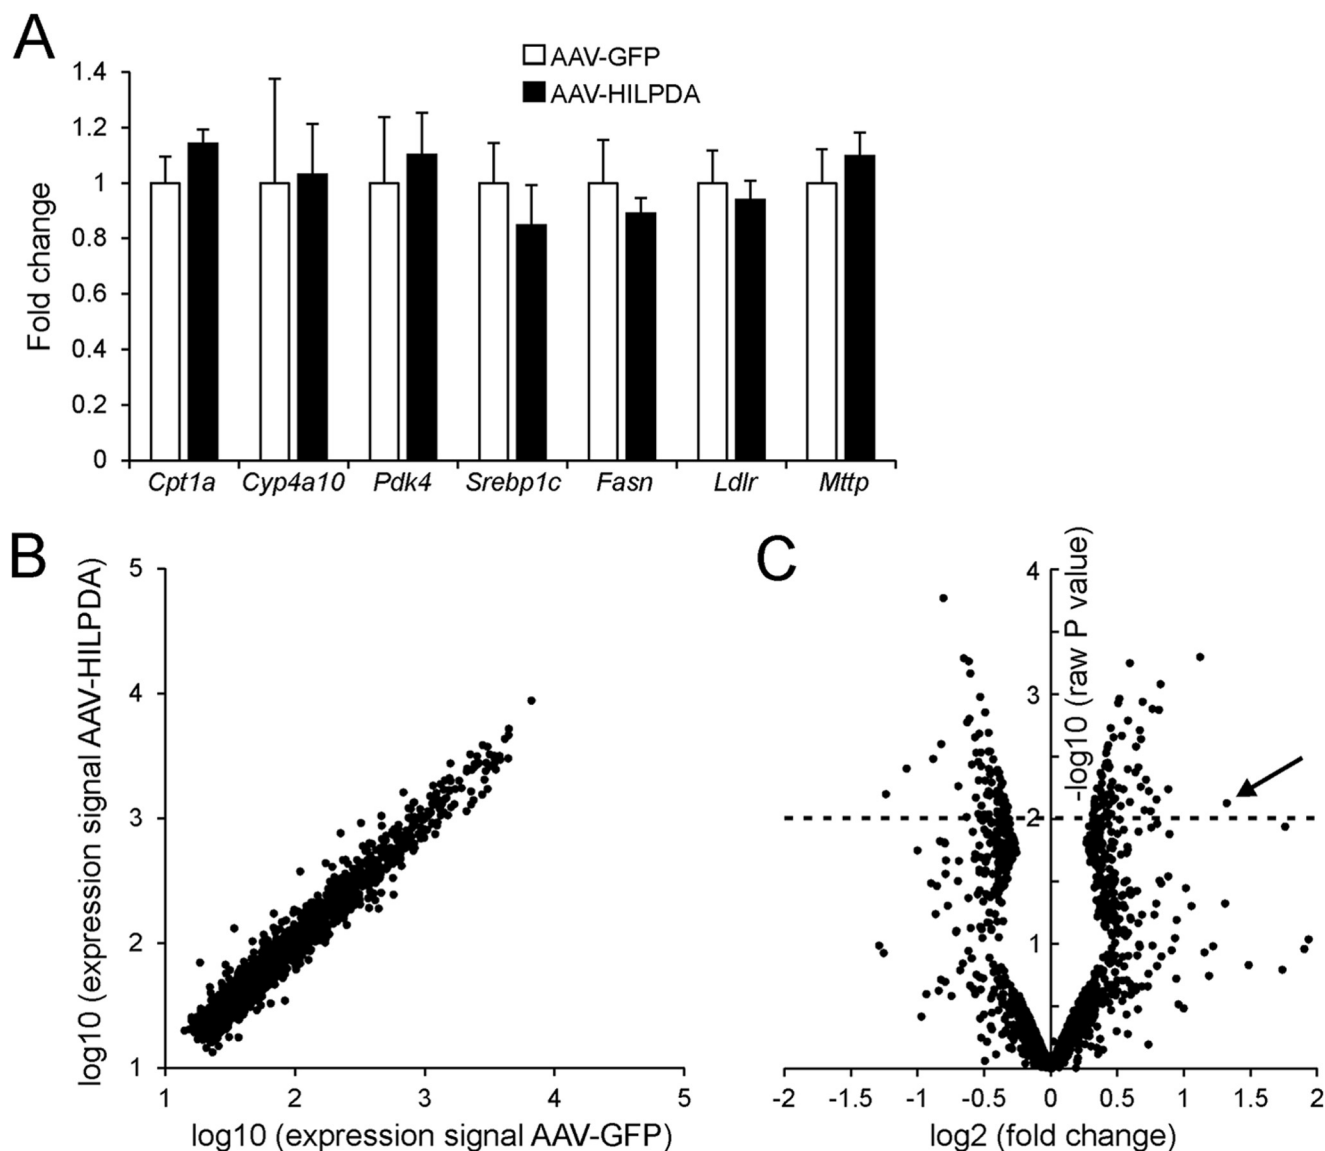 A
AAV-GFP
AAV-HILPDA
1.4
1.2
1
0.8
0.6
0.4
0.2
0
Fold change
Cpt1a Cyp4a10 Pdk4 Srebp1c Fasn Ldlr Mttp
B
log10 (expression signal AAV-HILPDA)
5
4
3
2
1
1 2 3 4 5
log10 (expression signal AAV-GFP)
C
-log10 (raw P value)
4
3
2
1
-2 -1.5 -1 -0.5 0 0.5 1 1.5 2
log2 (fold change)